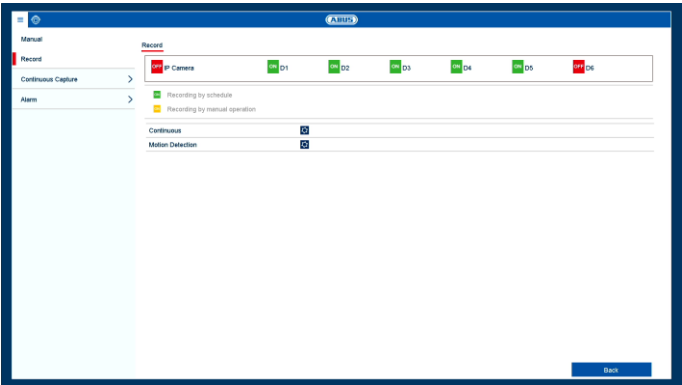 ABUS
Manual
Record
Continuous Capture
Alarm
Record
OFF IP Camera ON D1 ON D2 ON D3 ON D4 ON D5 OFF D6
Recording by schedule
Recording by manual operation
Continuous
Motion Detection
Back